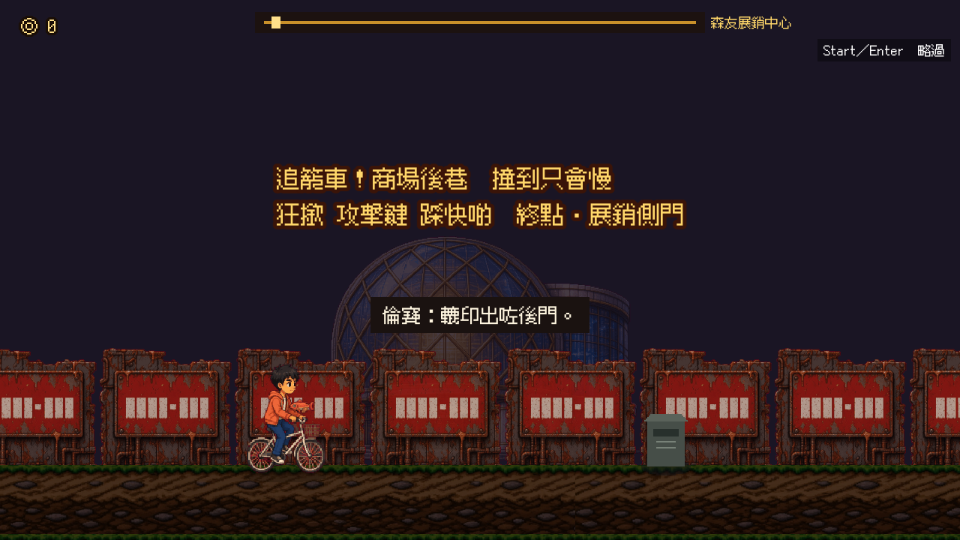 0
森友展銷中心
Start／Enter 略過
追籠車！商場後巷 撞到只會慢
狂撳 攻擊鍵 踩快啲 終點・展銷側門
倫寶：轆印出咗後門。